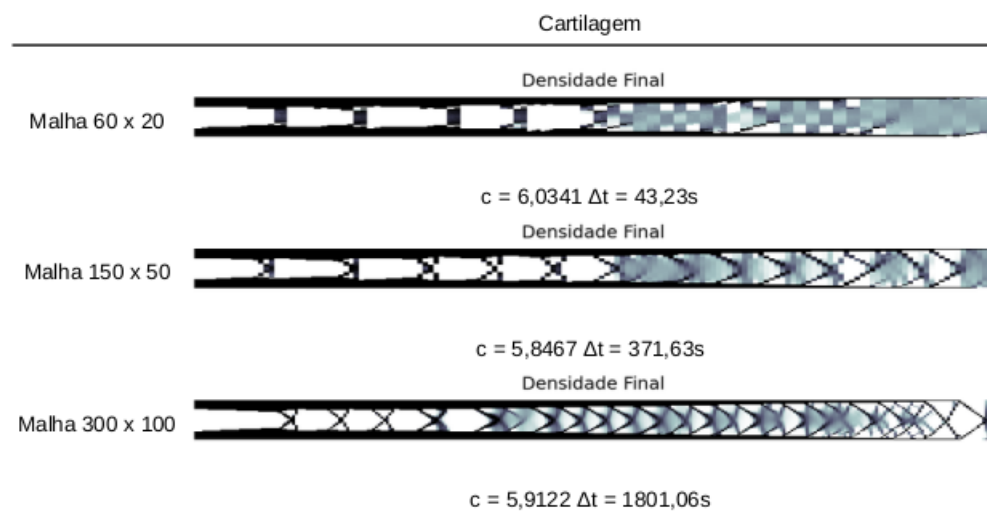 Cartilagem
Densidade Final
Malha 60 x 20
c = 6,0341 Δt = 43,23s
Densidade Final
Malha 150 x 50
c = 5,8467 Δt = 371,63s
Densidade Final
Malha 300 x 100
c = 5,9122 Δt = 1801,06s